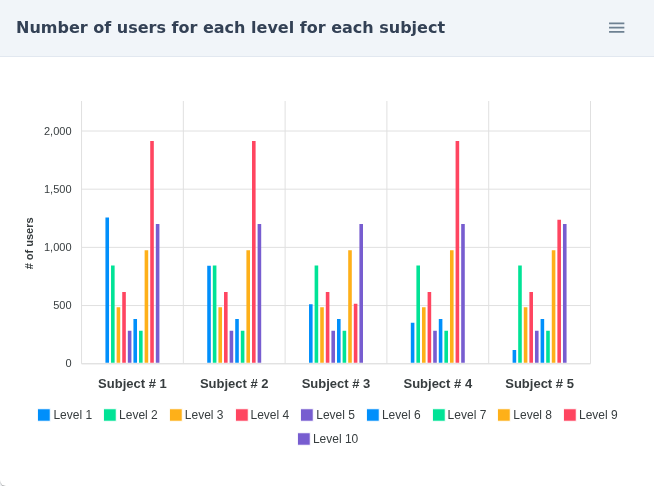 Number of users for each level for each subject
2,000
1,500
1,000
500
0
# of users
Subject # 1 Subject # 2 Subject # 3 Subject # 4 Subject # 5
Level 1 Level 2 Level 3 Level 4 Level 5 Level 6 Level 7 Level 8 Level 9
Level 10